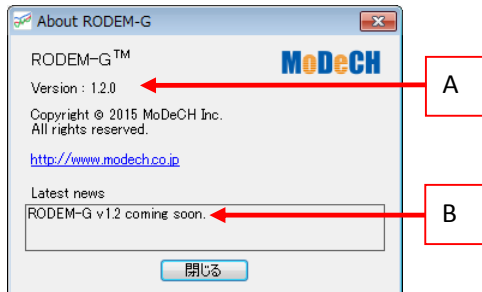 About RODEM-G
RODEM-G™
MoDeCH
Version : 1.2.0
A
Copyright © 2015 MoDeCH Inc.
All rights reserved.
http://www.modech.co.jp
Latest news
RODEM-G v1.2 coming soon.
B
閉じる